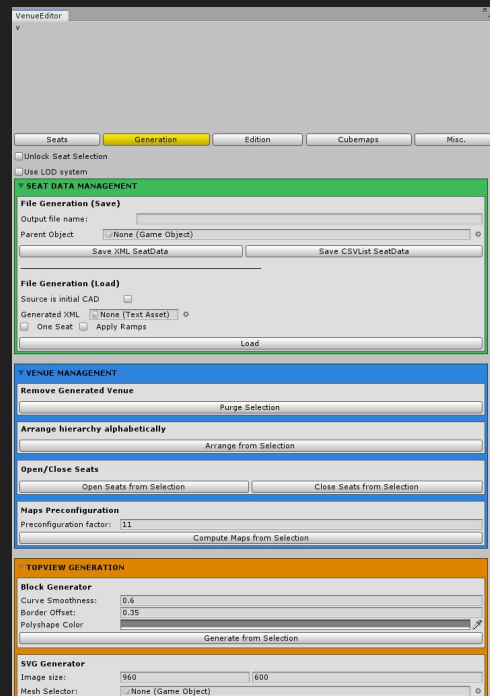 VenueEditor
v
Seats Generation Edition Cubemaps Misc.
Unlock Seat Selection
Use LOD system
SEAT DATA MANAGEMENT
File Generation (Save)
Output file name:
Parent Object None (Game Object)
Save XML SeatData Save CSVList SeatData
File Generation (Load)
Source is initial CAD
Generated XML None (Text Asset)
One Seat Apply Ramps
Load
VENUE MANAGEMENT
Remove Generated Venue
Purge Selection
Arrange hierarchy alphabetically
Arrange from Selection
Open/Close Seats
Open Seats from Selection Close Seats from Selection
Maps Preconfiguration
Preconfiguration factor: 11
Compute Maps from Selection
TOPVIEW GENERATION
Block Generator
Curve Smoothness: 0.6
Border Offset: 0.35
Polyshape Color
Generate from Selection
SVG Generator
Image size: 960 600
Mesh Selector: None (Game Object)